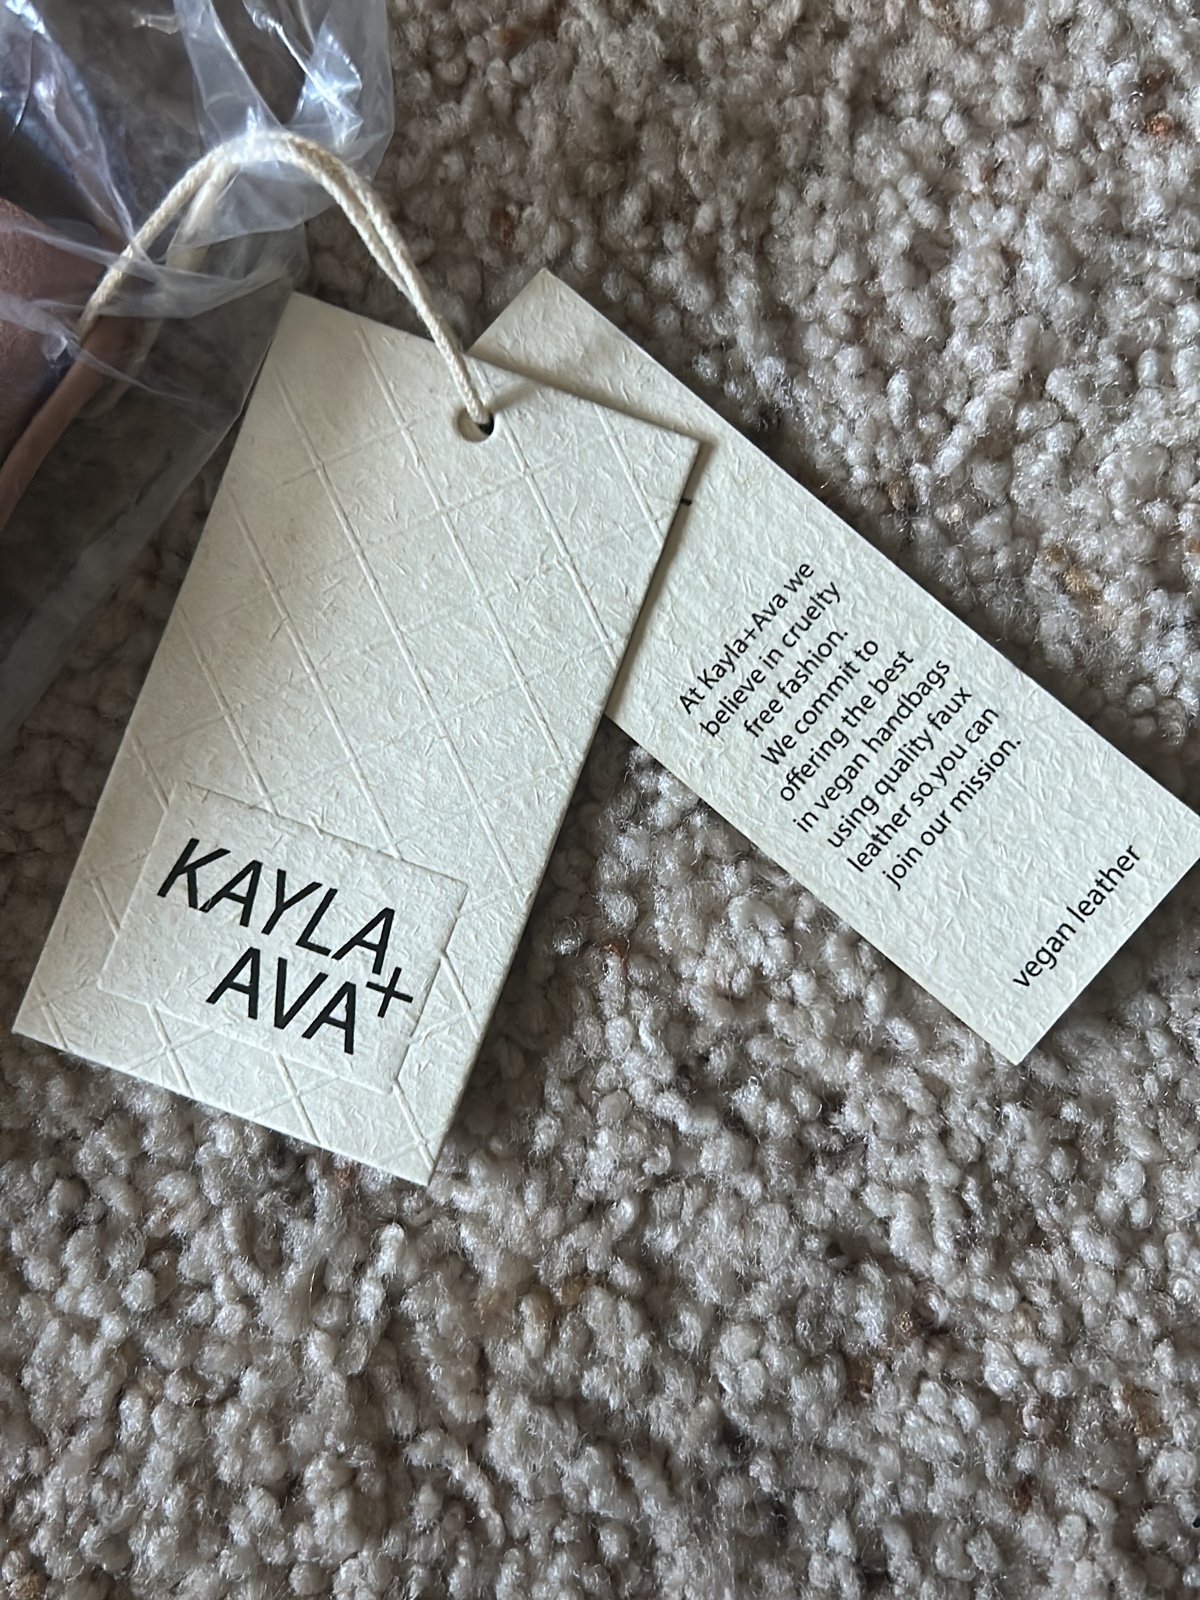 KAYLA+
AVA
At Kayla+Ava we
believe in cruelty
free fashion.
We commit to
offering the best
in vegan handbags
using quality faux
leather so you can
join our mission.
vegan leather